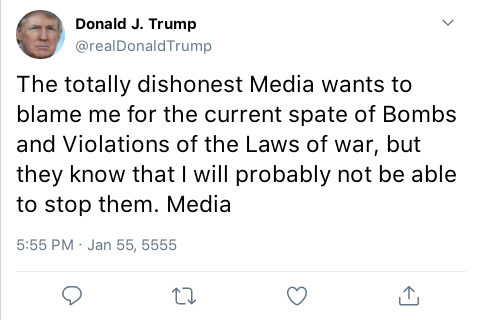 Donald J. Trump
@realDonaldTrump
The totally dishonest Media wants to
blame me for the current spate of Bombs
and Violations of the Laws of war, but
they know that I will probably not be able
to stop them. Media
5:55 PM · Jan 55, 5555